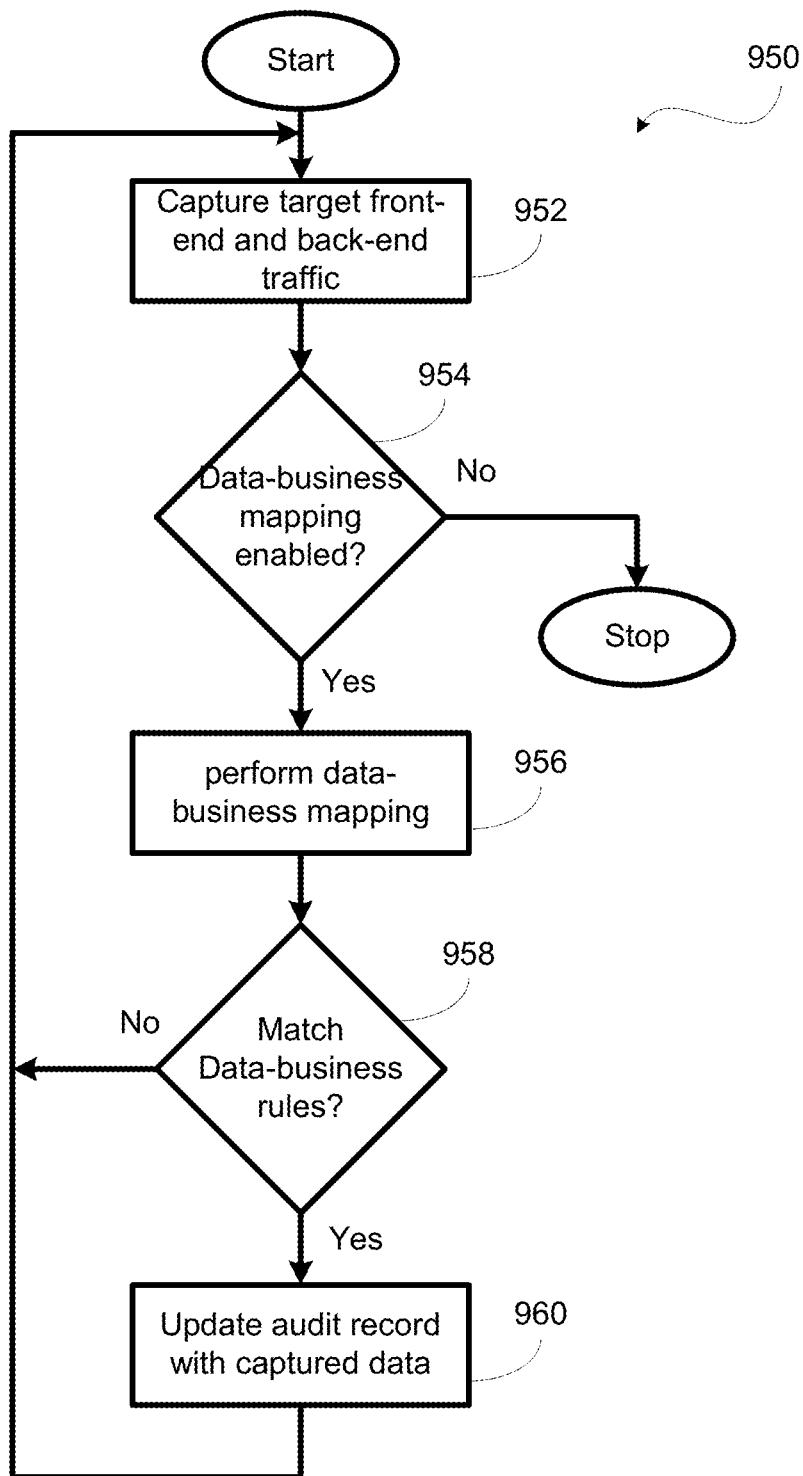 Start
950
Capture target front-
end and back-end
traffic
952
954
Data-business
mapping
enabled?
No
Stop
Yes
perform data-
business mapping
956
958
No
Match
Data-business
rules?
Yes
Update audit record
with captured data
960